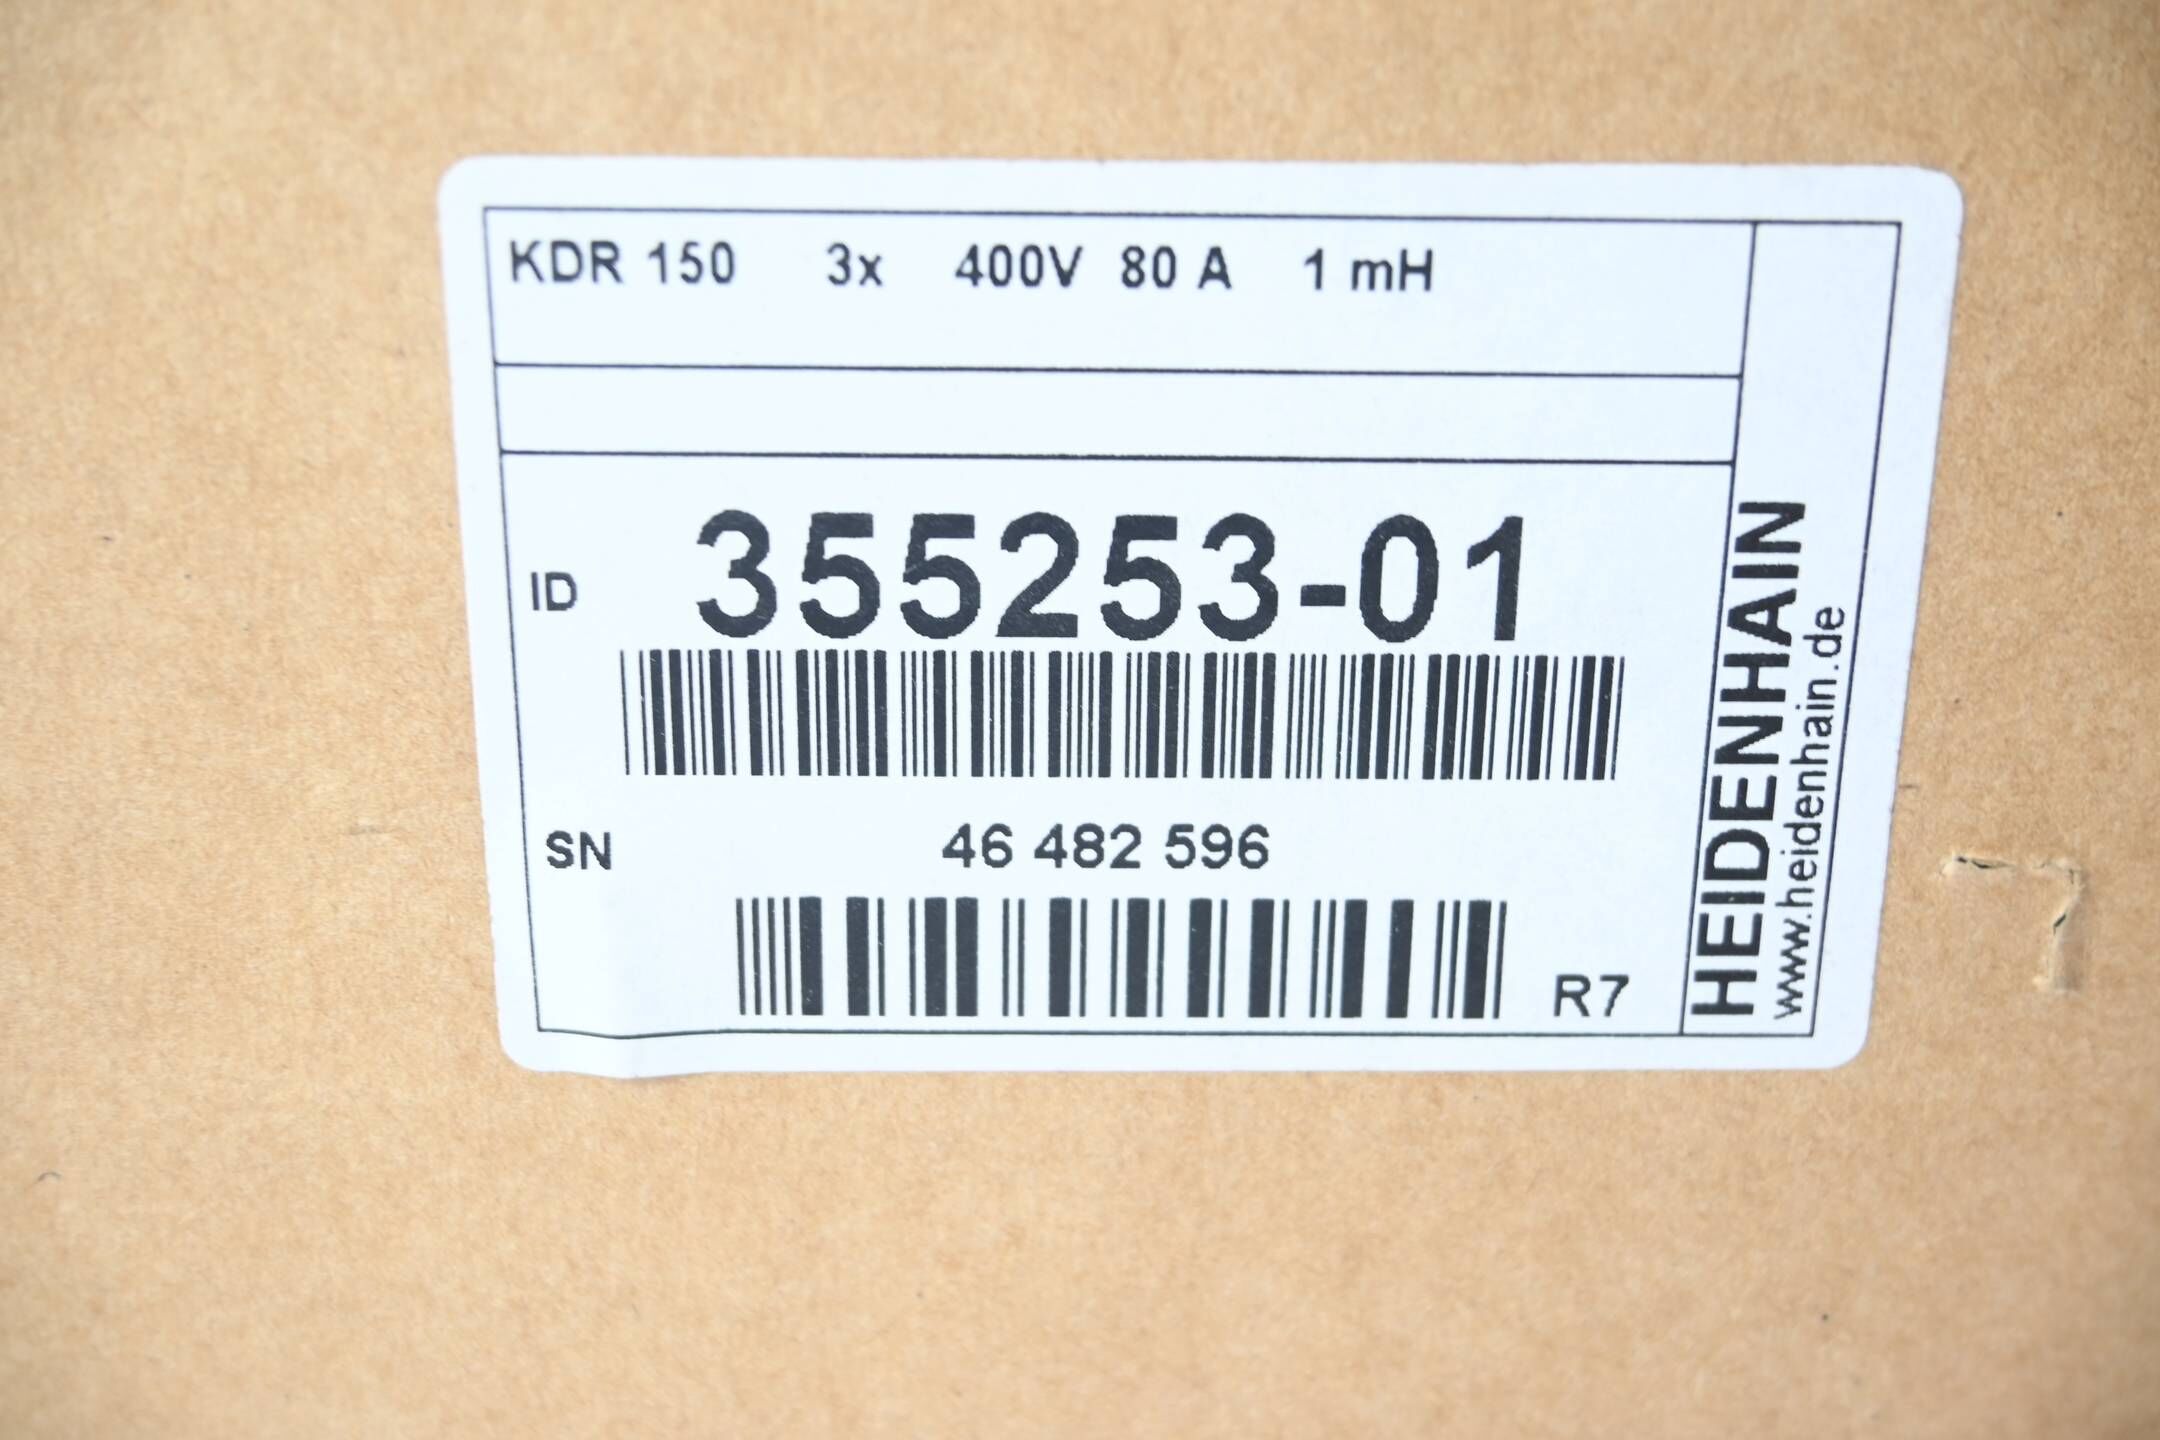 KDR 150 3x 400V 80 A 1 mH
ID 355253-01
SN 46 482 596
R7
HEIDENHAIN
www.heidenhain.de